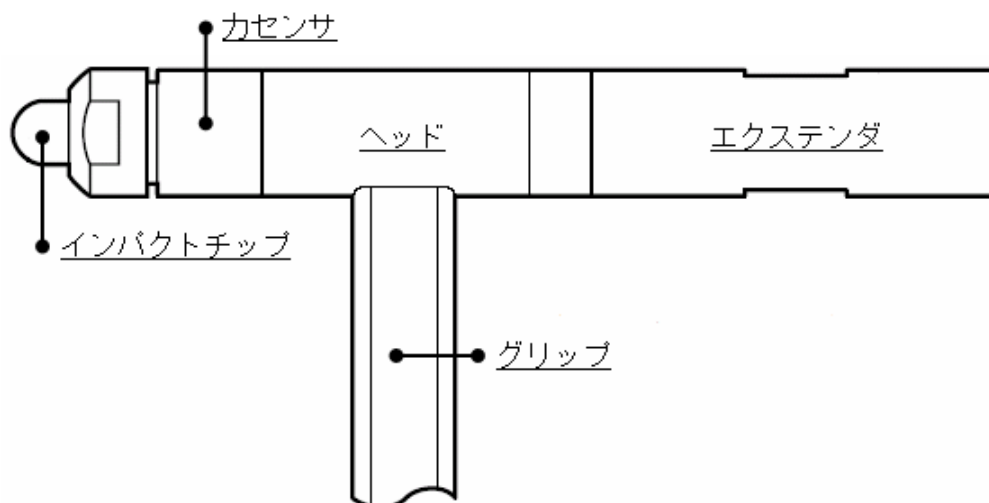 力センサ
ヘッド
エクステンダ
インパクトチップ
グリップ